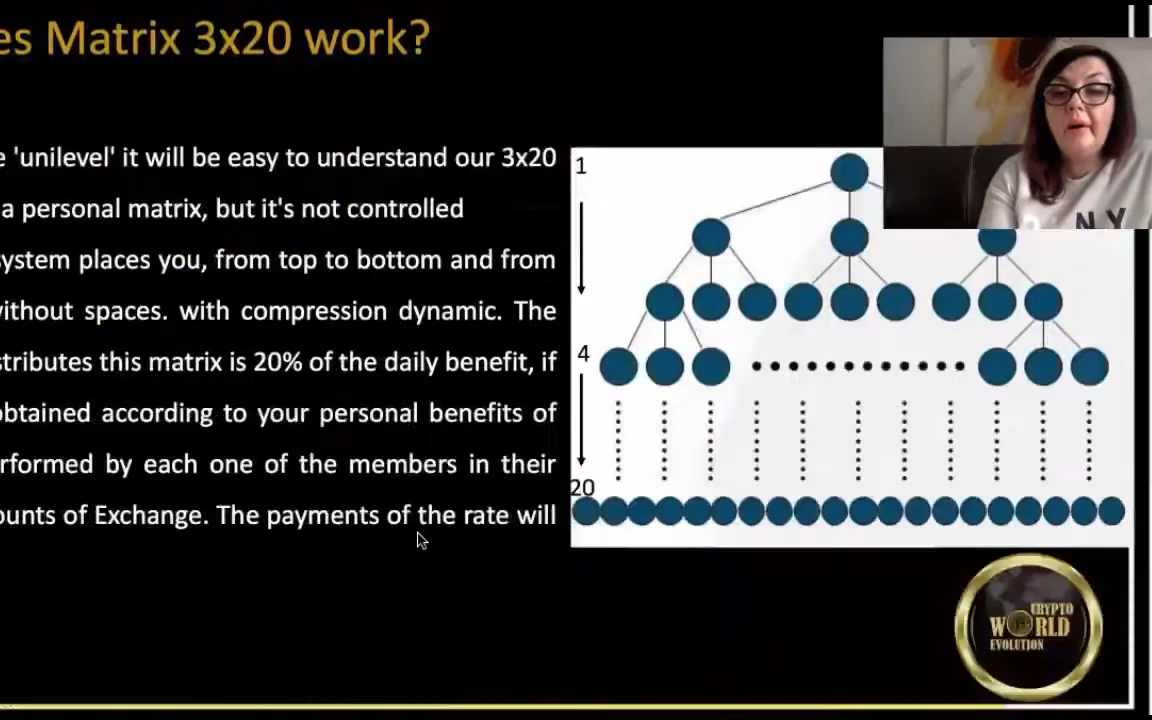 es Matrix 3x20 work?
e 'unilevel' it will be easy to understand our 3x20
a personal matrix, but it's not controlled
system places you, from top to bottom and from
without spaces. with compression dynamic. The
stributes this matrix is 20% of the daily benefit, if
obtained according to your personal benefits of
rformed by each one of the members in their
ounts of Exchange. The payments of the rate will
1
4
20
NY
CRYPTO
WORLD
EVOLUTION